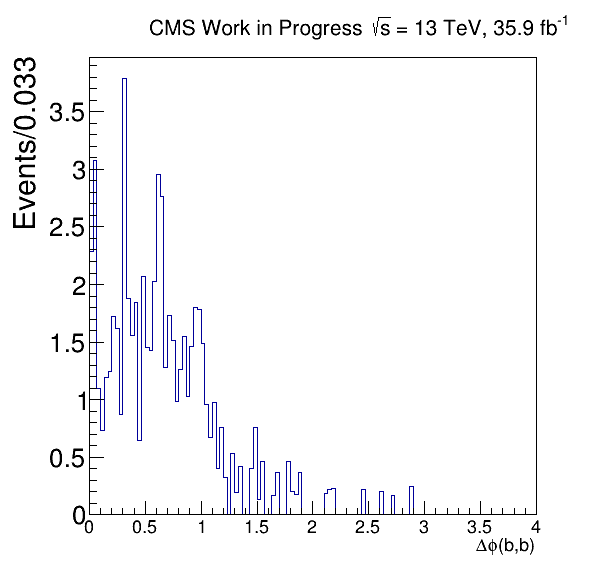 CMS Work in Progress √s = 13 TeV, 35.9 fb⁻¹
Events/0.033
3.5
3
2.5
2
1.5
1
0.5
0
0 0.5 1 1.5 2 2.5 3 3.5 4
Δϕ(b,b)